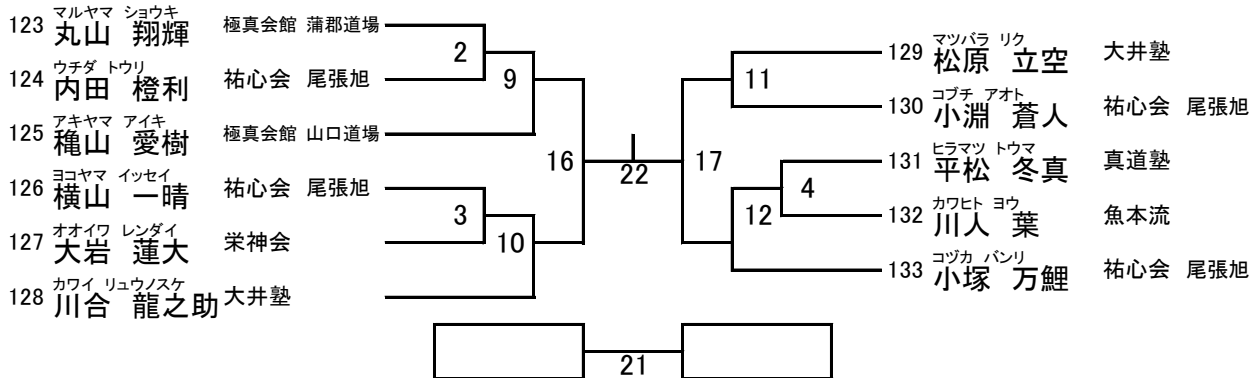 マルヤマ ショウキ
123 丸山 翔輝 極真会館 蒲郡道場
2
ウチダ トウリ
124 内田 橙利 祐心会 尾張旭
9
アキヤマ アイキ
125 穐山 愛樹 極真会館 山口道場
16
ヨコヤマ イッセイ
126 横山 一晴 祐心会 尾張旭
3
オオイワ レンダイ
127 大岩 蓮大 栄神会
10
カワイ リュウノスケ
128 川合 龍之助 大井塾
22
マツバラ リク
129 松原 立空 大井塾
11
コブチ アオト
130 小淵 蒼人 祐心会 尾張旭
17
ヒラマツ トウマ
131 平松 冬真 真道塾
4
カワヒト ヨウ
132 川人 葉 魚本流
12
コヅカ バンリ
133 小塚 万鯉 祐心会 尾張旭
21